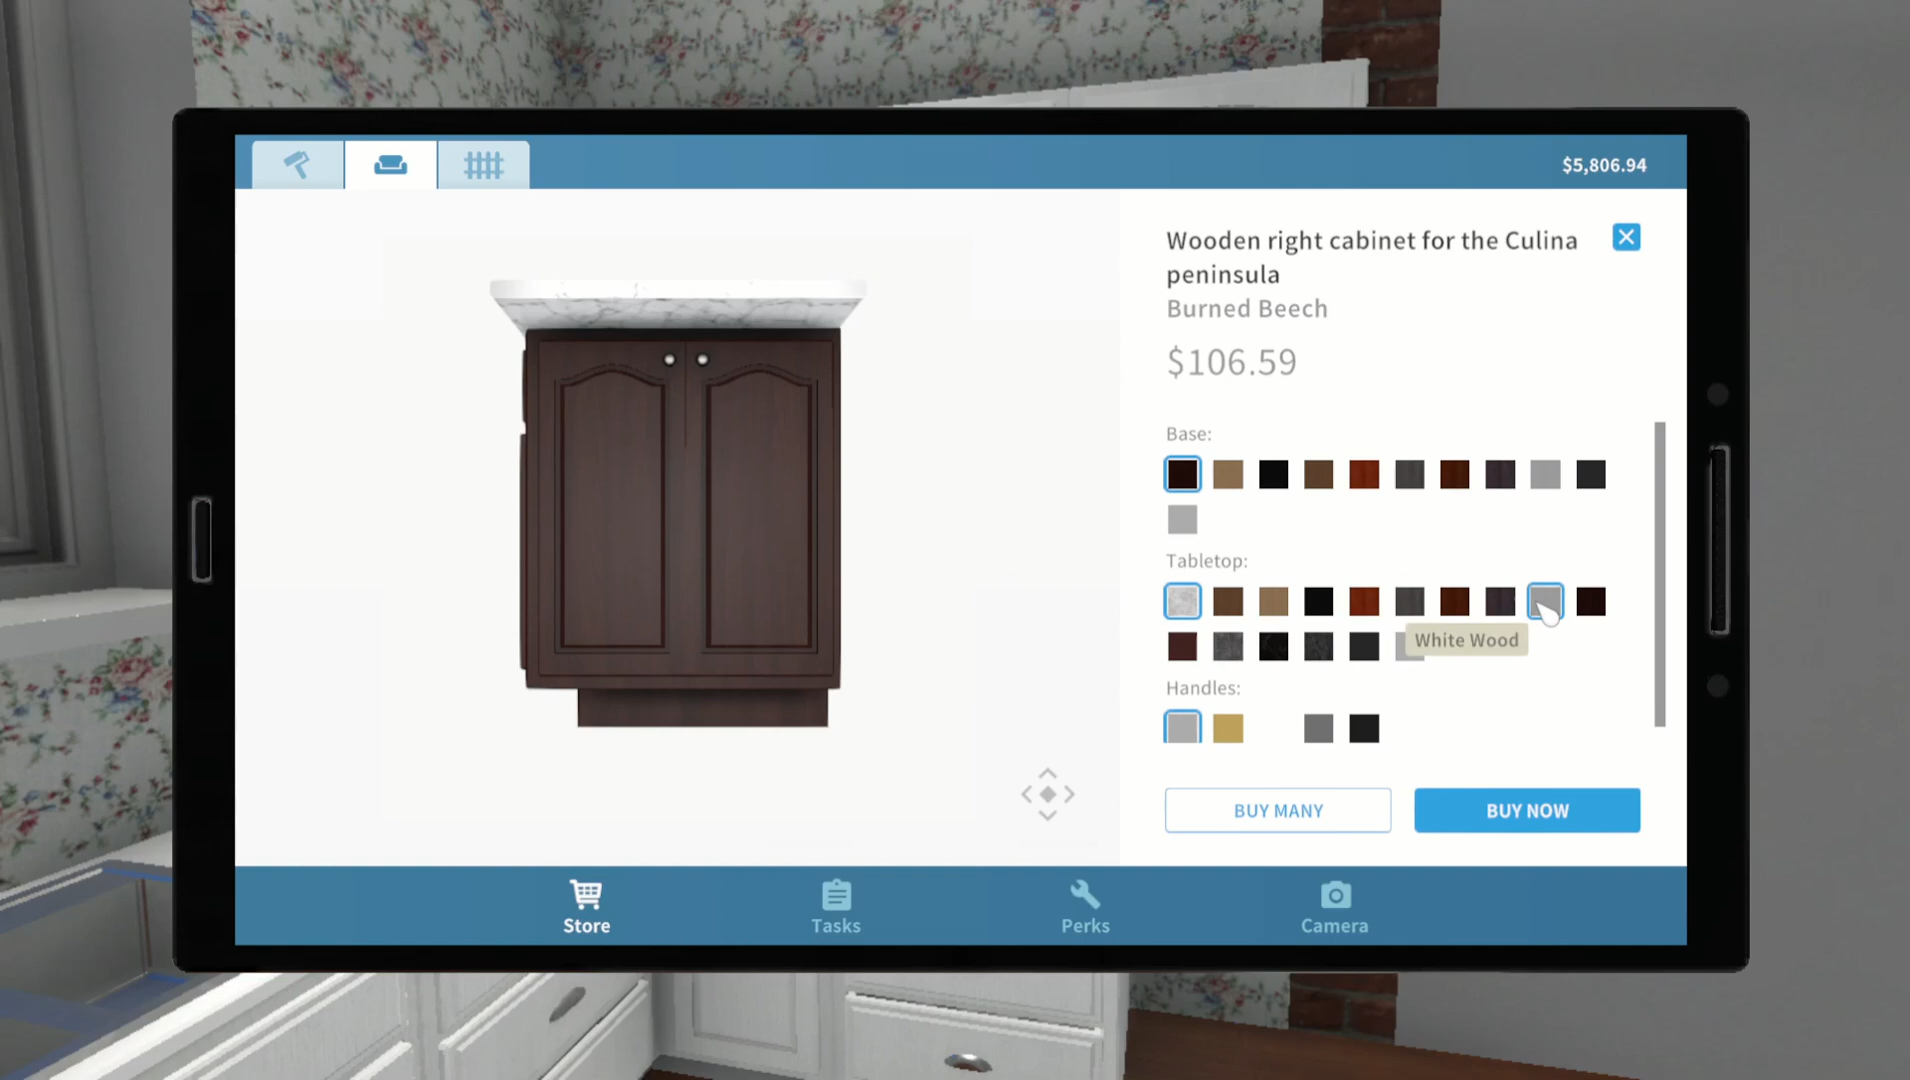 $5,806.94
Wooden right cabinet for the Culina
peninsula
Burned Beech
$106.59
Base:
Tabletop:
White Wood
Handles:
BUY MANY
BUY NOW
Store
Tasks
Perks
Camera